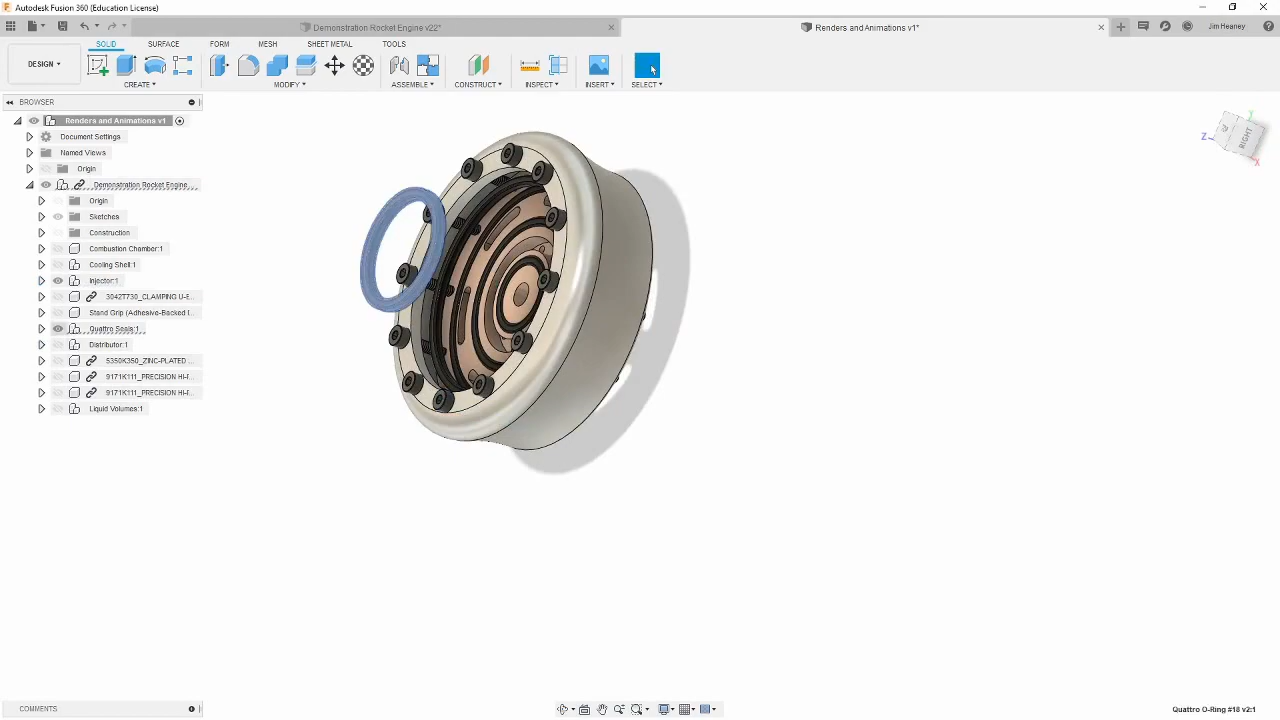 Autodesk Fusion 360 (Education License)
Demonstration Rocket Engine v22*
Renders and Animations v1*
Jim Heaney
SOLID SURFACE FORM MESH SHEET METAL TOOLS
DESIGN
CREATE MODIFY ASSEMBLE CONSTRUCT INSPECT INSERT SELECT
BROWSER
Renders and Animations v1
Document Settings
Named Views
Origin
Demonstration Rocket Engine...
Origin
Sketches
Construction
Combustion Chamber:1
Cooling Shell:1
Injector:1
3042T730_CLAMPING U-B...
Stand Grip (Adhesive-Backed I...
Quattro Seals:1
Distributor:1
5350K350_ZINC-PLATED ...
9171K111_PRECISION HI-F...
9171K111_PRECISION HI-F...
Liquid Volumes:1
Y
Z
RIGHT
X
COMMENTS
Quattro O-Ring #18 v2:1